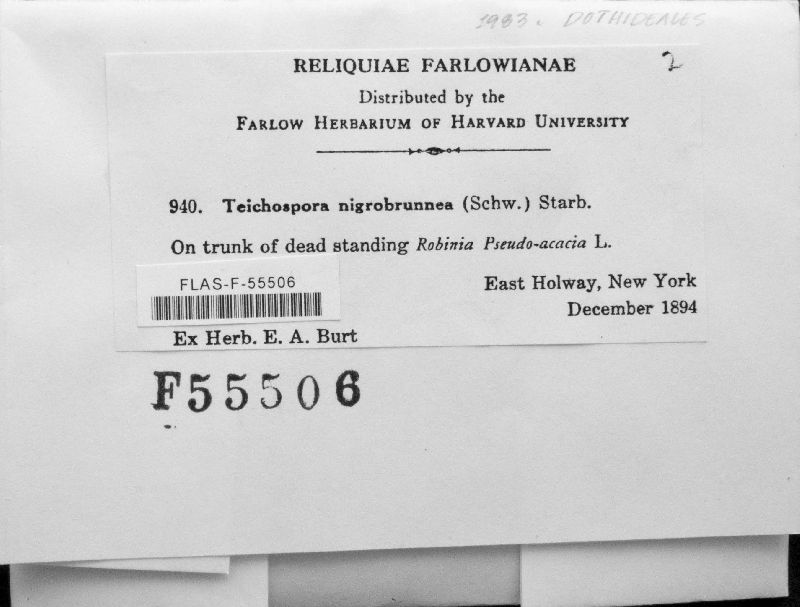 1983. DOTHIDEALES
RELIQUIAE FARLOWIANAE 2
Distributed by the
FARLOW HERBARIUM OF HARVARD UNIVERSITY
940. Teichospora nigrobrunnea (Schw.) Starb.
On trunk of dead standing Robinia Pseudo-acacia L.
FLAS-F-55506
East Holway, New York
December 1894
Ex Herb. E. A. Burt
F55506